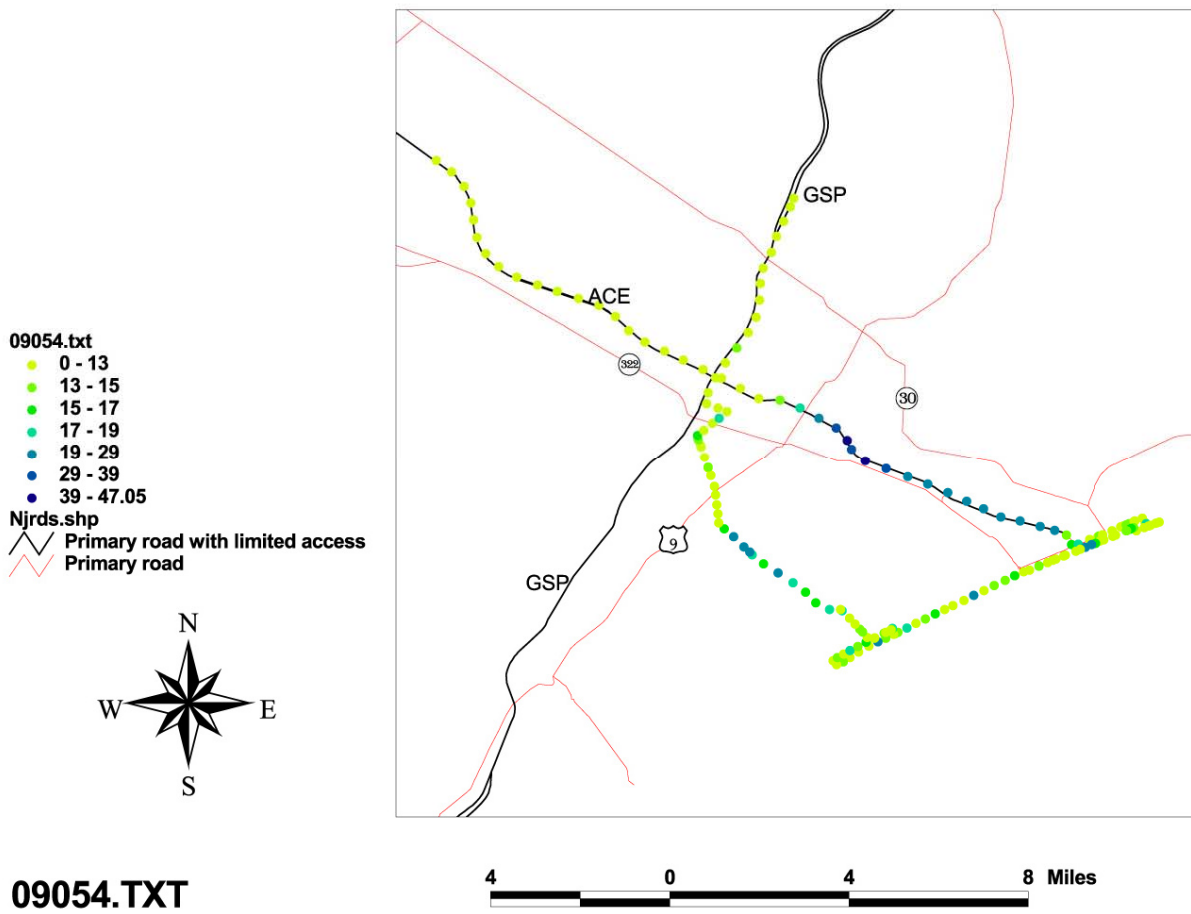 GSP
ACE
322
30
9
GSP
09054.txt
0 - 13
13 - 15
15 - 17
17 - 19
19 - 29
29 - 39
39 - 47.05
Njrds.shp
Primary road with limited access
Primary road
N
W E
S
09054.TXT
4 0 4 8 Miles